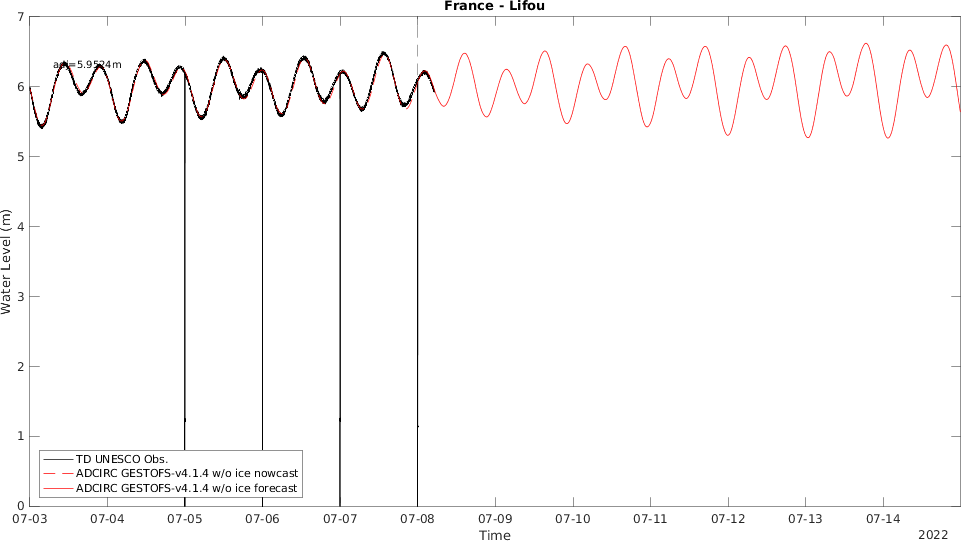 France - Lifou
7
adj=5.9524m
6
5
4
3
2
1
0
Water Level (m)
TD UNESCO Obs.
ADCIRC GESTOFS-v4.1.4 w/o ice nowcast
ADCIRC GESTOFS-v4.1.4 w/o ice forecast
07-03 07-04 07-05 07-06 07-07 07-08 07-09 07-10 07-11 07-12 07-13 07-14
Time
2022